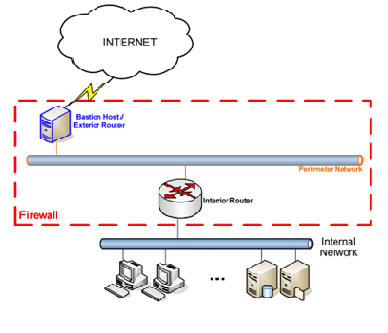 INTERNET
Bastion Host/
Exterior Router
Perimeter Network
Interior Router
Firewall
Internal
Network
...